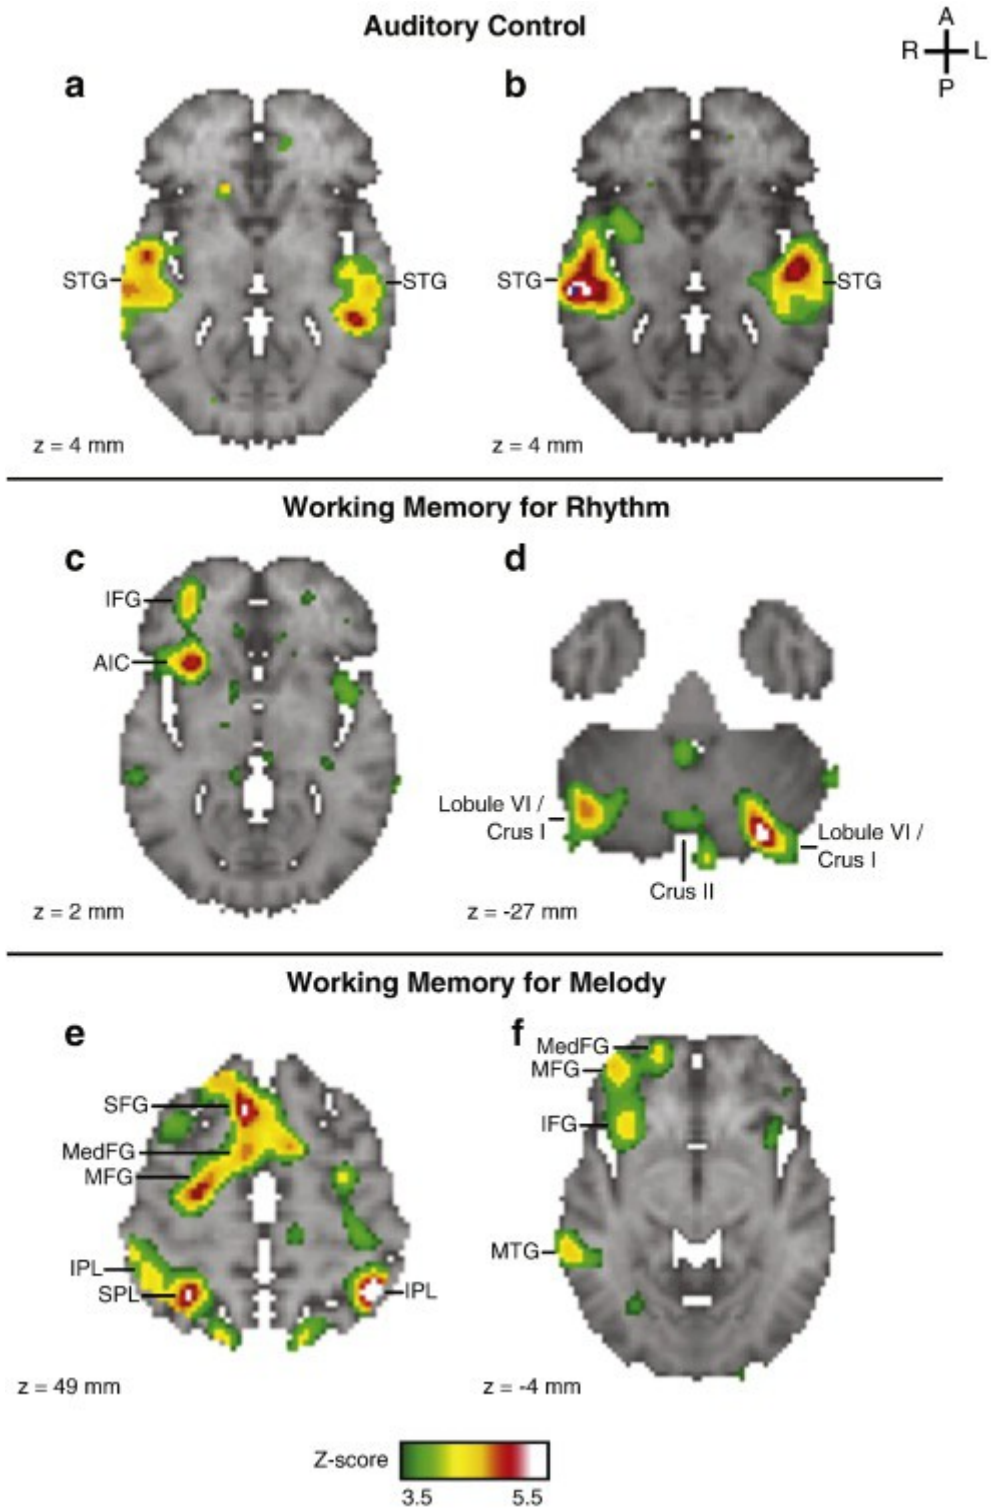 Auditory Control
A
R L
P
a
b
STG
STG
STG
STG
z = 4 mm
z = 4 mm
Working Memory for Rhythm
c
d
IFG
AIC
Lobule VI /
Crus I
Lobule VI /
Crus I
Crus II
z = 2 mm
z = -27 mm
Working Memory for Melody
e
f
SFG
MedFG
MFG
IPL
SPL
IPL
MedFG
MFG
IFG
MTG
z = 49 mm
z = -4 mm
Z-score
3.5 5.5